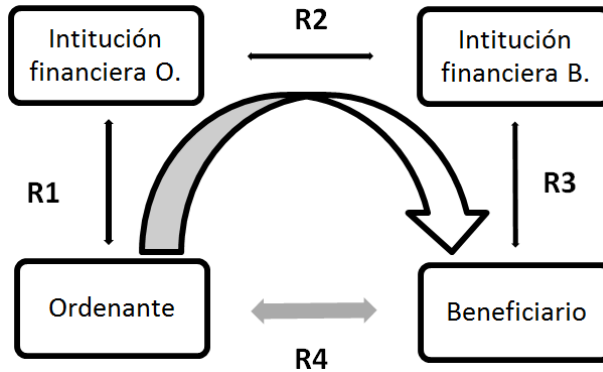 R2
Intitución
financiera O.
Intitución
financiera B.
R1
R3
Ordenante
Beneficiario
R4